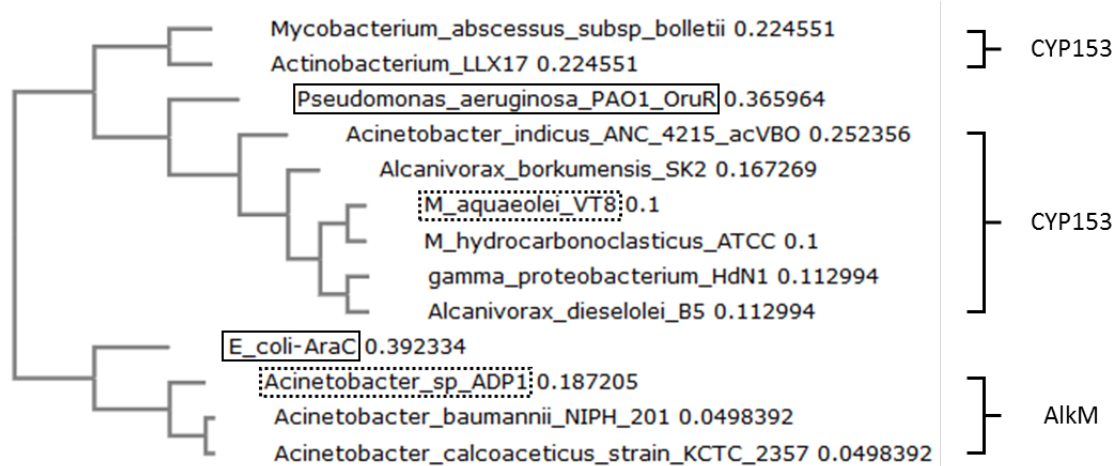 Mycobacterium_abscessus_subsp_bolletii 0.224551
Actinobacterium_LLX17 0.224551
CYP153
Pseudomonas_aeruginosa_PAO1_OruR 0.365964
Acinetobacter_indicus_ANC_4215_acVBO 0.252356
Alcanivorax_borkumensis_SK2 0.167269
M_aquaeolei_VT8 0.1
CYP153
M_hydrocarbonoclasticus_ATCC 0.1
gamma_proteobacterium_HdN1 0.112994
Alcanivorax_dieselolei_B5 0.112994
E_coli-AraC 0.392334
Acinetobacter_sp_ADP1 0.187205
Acinetobacter_baumannii_NIPH_201 0.0498392
AlkM
Acinetobacter_calcoaceticus_strain_KCTC_2357 0.0498392